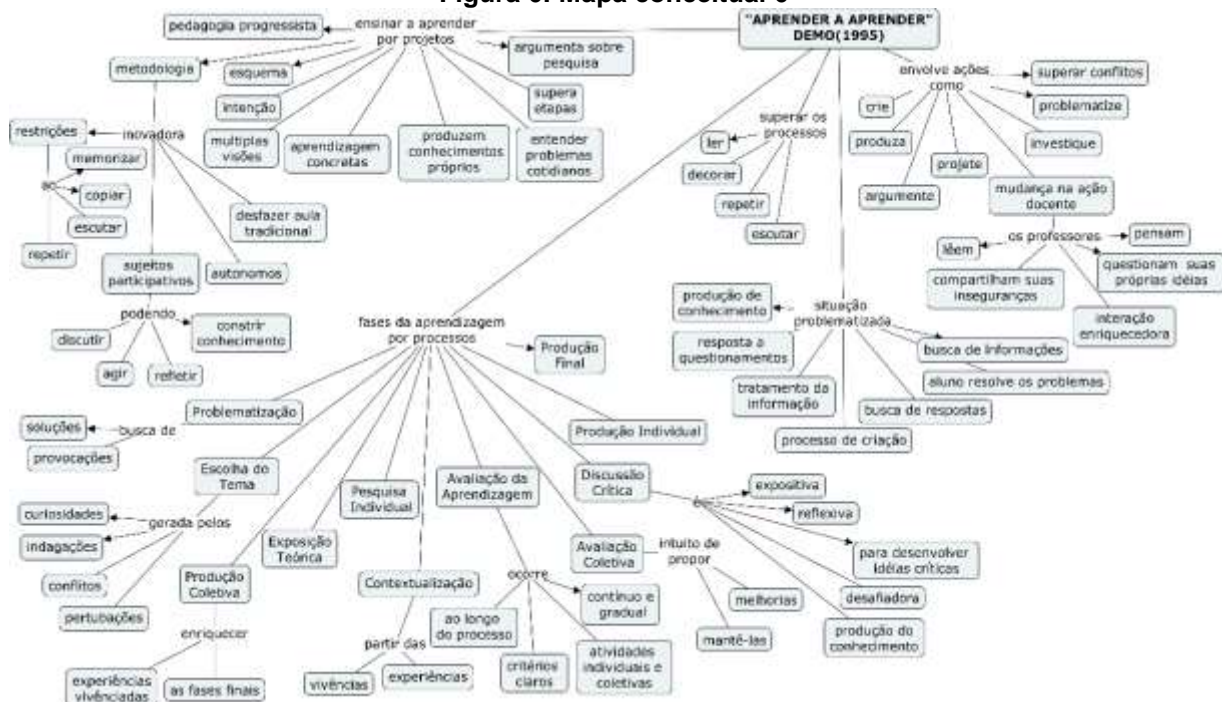 Figura 6: Mapa conceitual 6
"APRENDER A APRENDER"
DEMO(1995)
pedagogia progressista
ensinar a aprender
por projetos
argumenta sobre
pesquisa
metodologia
esquema
intenção
multiplas
visões
aprendizagem
concretas
produzem
conhecimentos
próprios
supera
etapas
entender
problemas
cotidianos
restrições
inovadora
memorizar
ao
copiar
escutar
repetir
desfazer aula
tradicional
sujeitos
participativos
autonomos
podendo
discutir
constrir
conhecimento
agir
refletir
superar os
processos
ler
decorar
repetir
escutar
envolve ações
como
superar conflitos
crie
problematize
produza
investique
projete
argumente
mudança na ação
docente
os professores
pensam
lêem
questionam suas
próprias idéias
compartilham suas
inseguranças
interação
enriquecedora
produção de
conhecimento
situação
problematizada
resposta a
questionamentos
busca de Informações
tratamento da
informação
aluno resolve os problemas
busca de respostas
processo de criação
fases da aprendizagem
por processos
Produção
Final
Problematização
soluções
busca de
provocações
Produção Individual
Escolha do
Tema
Pesquisa
Individual
Avaliação da
Aprendizagem
Discussão
Crítica
curiosidades
gerada pelos
indagações
conflitos
pertubações
Exposição
Teórica
é
expositiva
reflexiva
para desenvolver
idéias críticas
desafiadora
produção do
conhecimento
Produção
Coletiva
Contextualização
ocorre
Avaliação
Coletiva
intuito de
propor
melhorias
mantê-las
enriquecer
experiências
vivênciadas
as fases finais
partir das
vivências
experiências
ao longo
do processo
contínuo e
gradual
critérios
claros
atividades
individuais e
coletivas